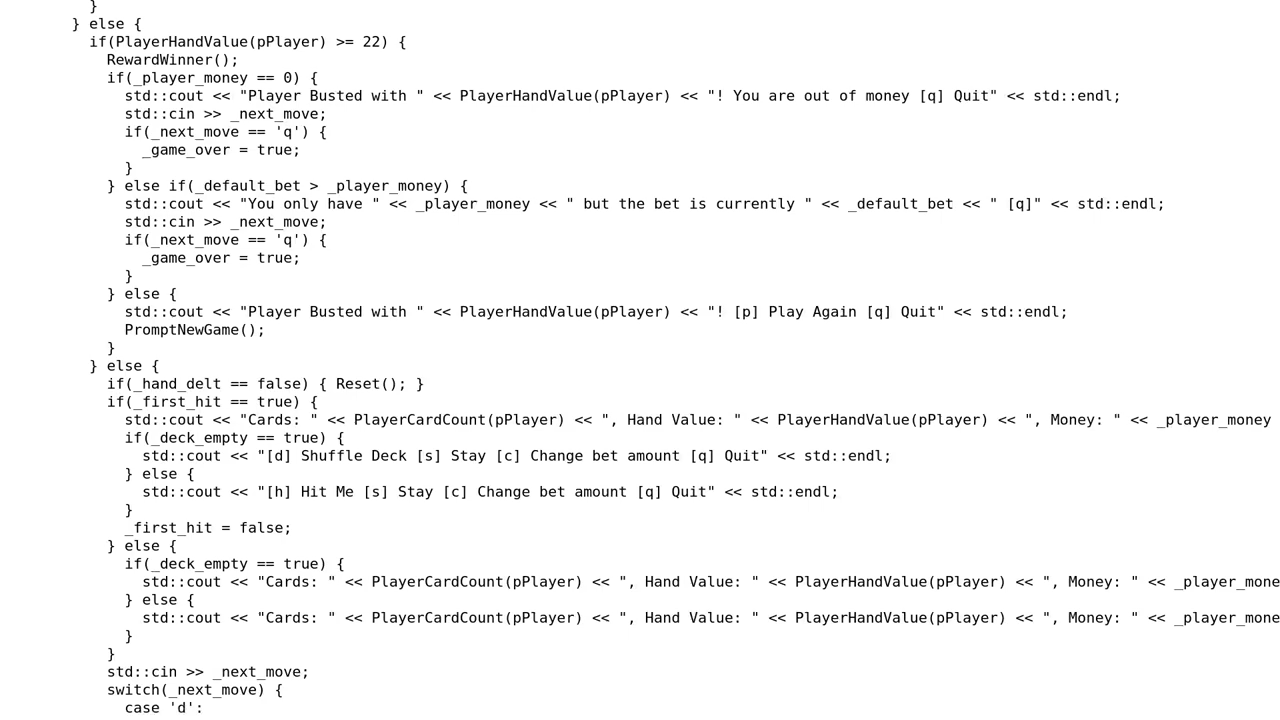 }
} else {
if(PlayerHandValue(pPlayer) >= 22) {
RewardWinner();
if(_player_money == 0) {
std::cout << "Player Busted with " << PlayerHandValue(pPlayer) << "! You are out of money [q] Quit" << std::endl;
std::cin >> _next_move;
if(_next_move == 'q') {
_game_over = true;
}
} else if(_default_bet > _player_money) {
std::cout << "You only have " << _player_money << " but the bet is currently " << _default_bet << " [q]" << std::endl;
std::cin >> _next_move;
if(_next_move == 'q') {
_game_over = true;
}
} else {
std::cout << "Player Busted with " << PlayerHandValue(pPlayer) << "! [p] Play Again [q] Quit" << std::endl;
PromptNewGame();
}
} else {
if(_hand_delt == false) { Reset(); }
if(_first_hit == true) {
std::cout << "Cards: " << PlayerCardCount(pPlayer) << ", Hand Value: " << PlayerHandValue(pPlayer) << ", Money: " << _player_money
if(_deck_empty == true) {
std::cout << "[d] Shuffle Deck [s] Stay [c] Change bet amount [q] Quit" << std::endl;
} else {
std::cout << "[h] Hit Me [s] Stay [c] Change bet amount [q] Quit" << std::endl;
}
_first_hit = false;
} else {
if(_deck_empty == true) {
std::cout << "Cards: " << PlayerCardCount(pPlayer) << ", Hand Value: " << PlayerHandValue(pPlayer) << ", Money: " << _player_mone
} else {
std::cout << "Cards: " << PlayerCardCount(pPlayer) << ", Hand Value: " << PlayerHandValue(pPlayer) << ", Money: " << _player_mone
}
}
std::cin >> _next_move;
switch(_next_move) {
case 'd':